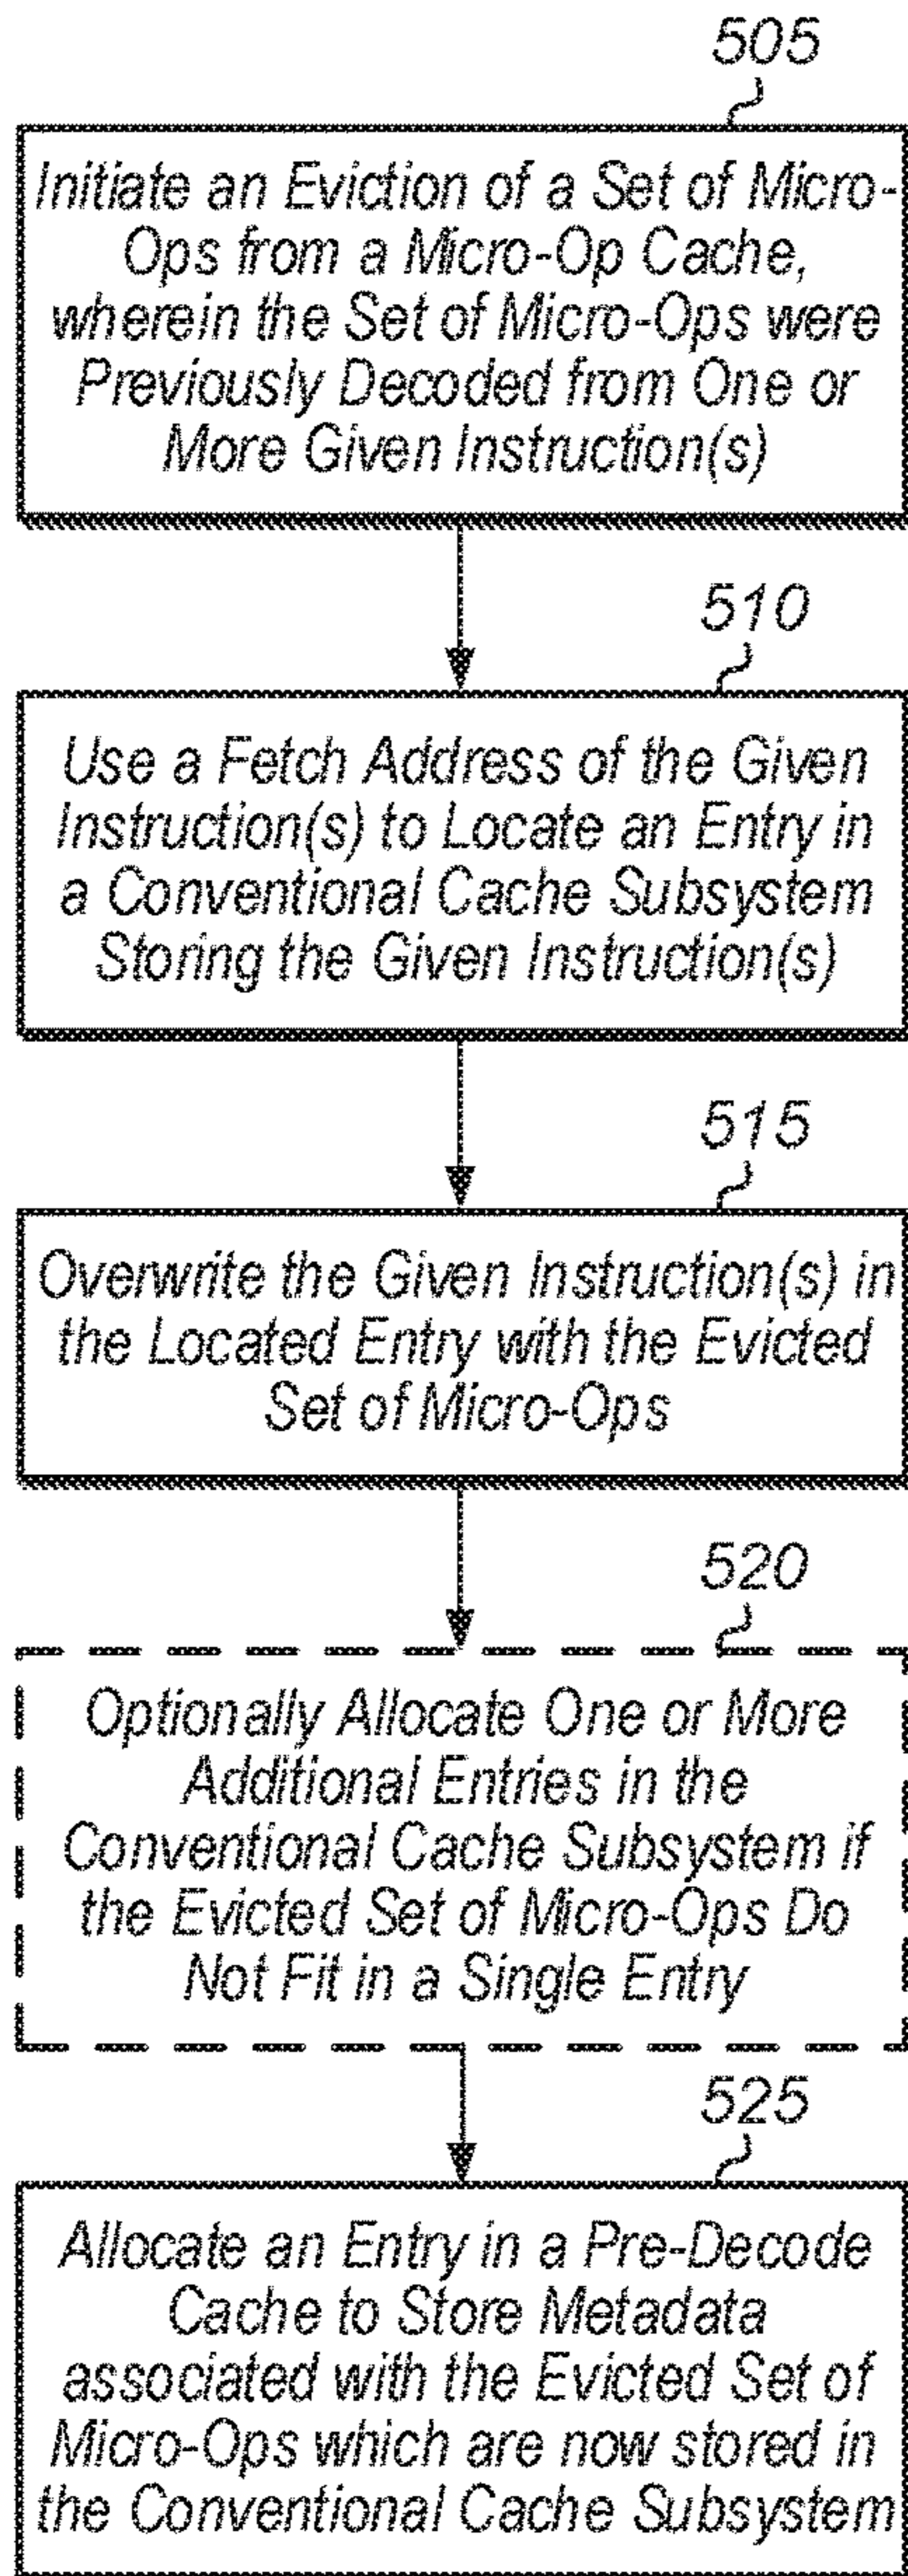 505
Initiate an Eviction of a Set of Micro-
Ops from a Micro-Op Cache,
wherein the Set of Micro-Ops were
Previously Decoded from One or
More Given Instruction(s)
510
Use a Fetch Address of the Given
Instruction(s) to Locate an Entry in
a Conventional Cache Subsystem
Storing the Given Instruction(s)
515
Overwrite the Given Instruction(s) in
the Located Entry with the Evicted
Set of Micro-Ops
520
Optionally Allocate One or More
Additional Entries in the
Conventional Cache Subsystem if
the Evicted Set of Micro-Ops Do
Not Fit in a Single Entry
525
Allocate an Entry in a Pre-Decode
Cache to Store Metadata
associated with the Evicted Set of
Micro-Ops which are now stored in
the Conventional Cache Subsystem